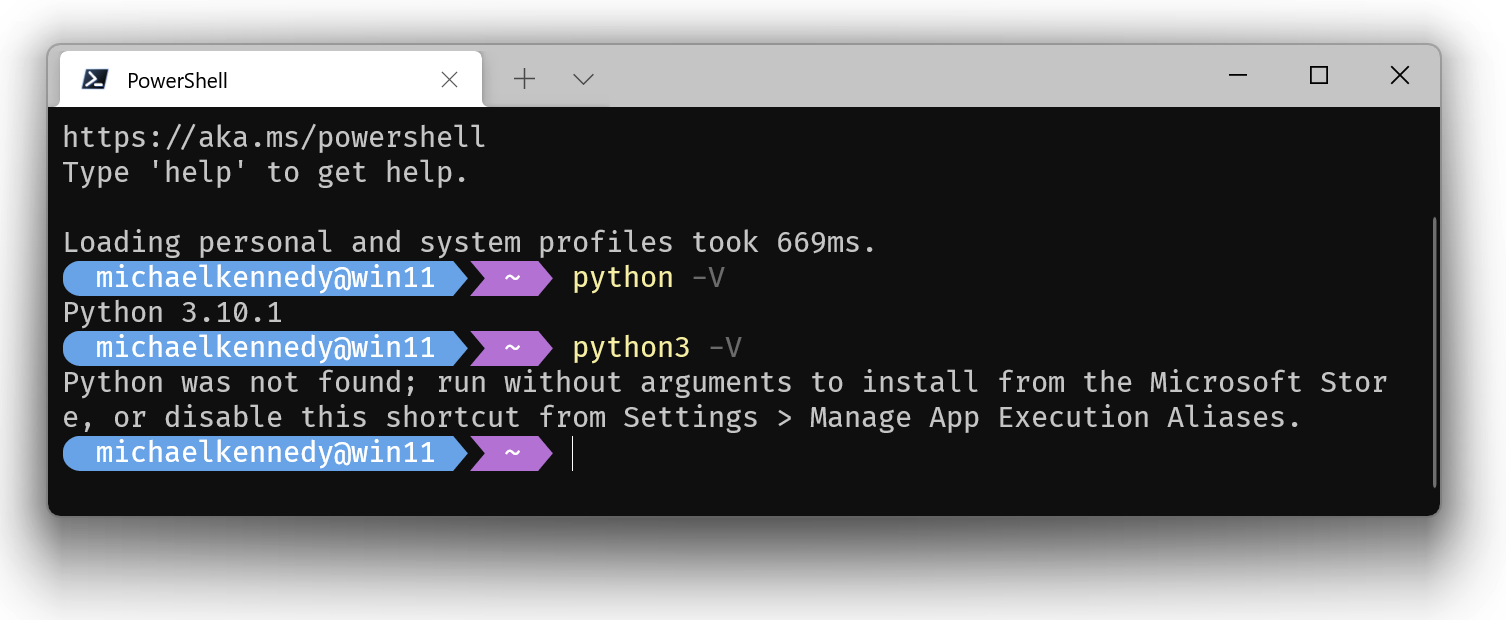 PowerShell
https://aka.ms/powershell
Type 'help' to get help.
Loading personal and system profiles took 669ms.
michaelkennedy@win11 ~ python -V
Python 3.10.1
michaelkennedy@win11 ~ python3 -V
Python was not found; run without arguments to install from the Microsoft Stor
e, or disable this shortcut from Settings > Manage App Execution Aliases.
michaelkennedy@win11 ~